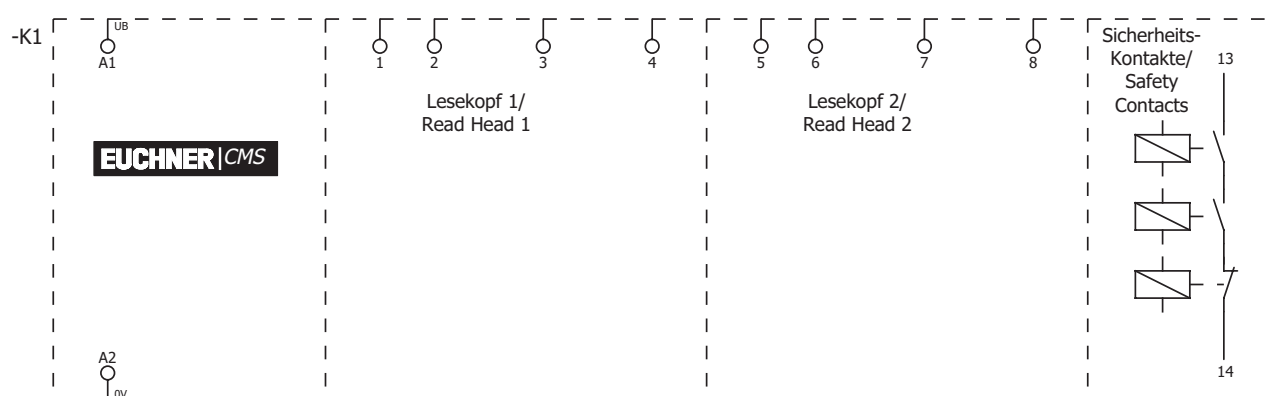 -K1
UB
A1
1
2
3
4
5
6
7
8
Lesekopf 1/
Read Head 1
Lesekopf 2/
Read Head 2
Sicherheits-
Kontakte/
Safety
Contacts
13
EUCHNER|CMS
A2
0V
14